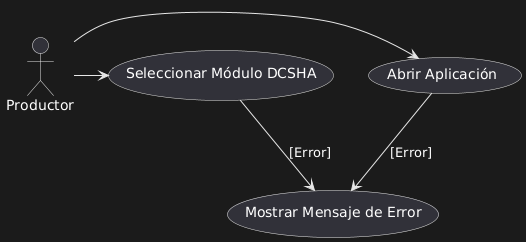 Productor
Seleccionar Módulo DCSHA
Abrir Aplicación
[Error]
[Error]
Mostrar Mensaje de Error